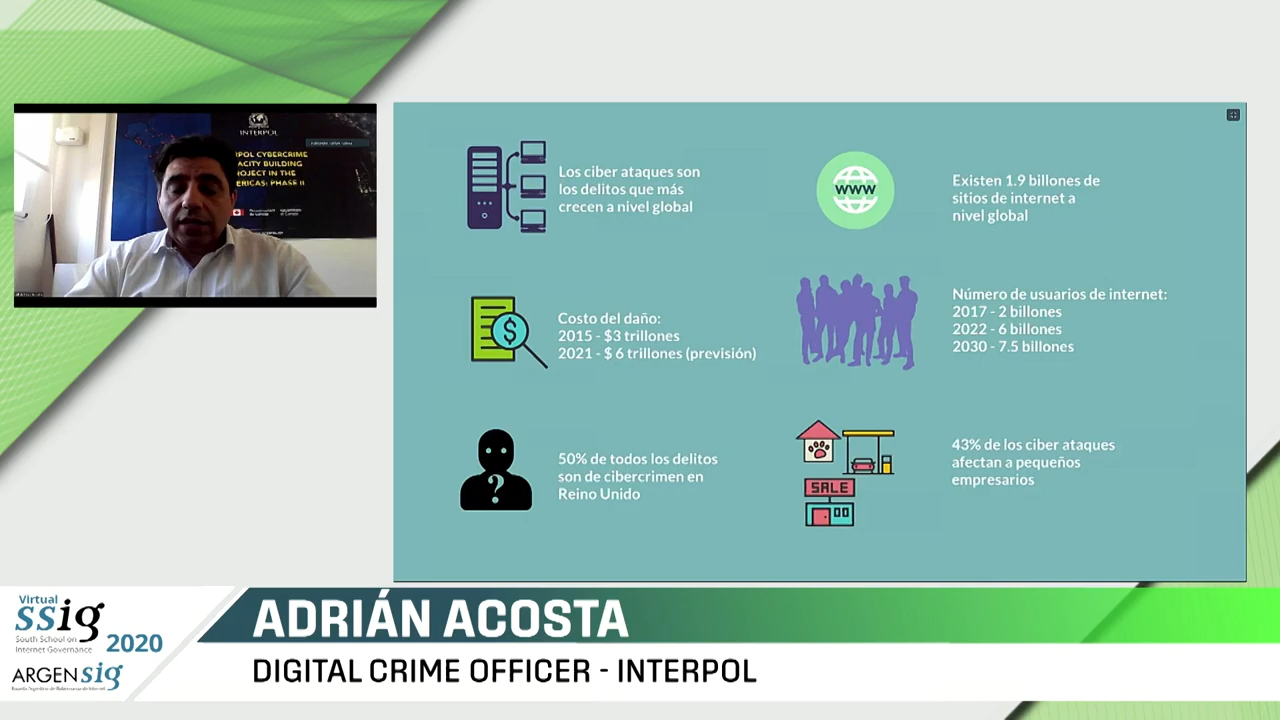 INTERPOL
RPOL CYBERCRIME
ACITY BUILDING
ROJECT IN THE
ERICAS: PHASE II
Los ciber ataques son
los delitos que más
crecen a nivel global
www
Existen 1.9 billones de
sitios de internet a
nivel global
Costo del daño:
2015 - $3 trillones
2021 - $ 6 trillones (previsión)
$
Número de usuarios de internet:
2017 - 2 billones
2022 - 6 billones
2030 - 7.5 billones
?
50% de todos los delitos
son de cibercrimen en
Reino Unido
SALE
43% de los ciber ataques
afectan a pequeños
empresarios
Virtual
ssig
South School on
Internet Governance
2020
ARGENsig
ADRIÁN ACOSTA
DIGITAL CRIME OFFICER - INTERPOL